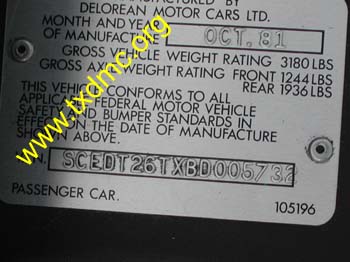 MANUFACTURED BY
DELOREAN MOTOR CARS LTD.
MONTH AND YEAR
OF MANUFACTURE OCT. 81
GROSS VEHICLE WEIGHT RATING 3180 LBS
GROSS AXLE WEIGHT RATING FRONT 1244 LBS
REAR 1936 LBS
THIS VEHICLE CONFORMS TO ALL
APPLICABLE FEDERAL MOTOR VEHICLE
SAFETY AND BUMPER STANDARDS IN
EFFECT ON THE DATE OF MANUFACTURE
SHOWN ABOVE.
SCEDT26TXBD005732
PASSENGER CAR. 105196
www.txdmc.org